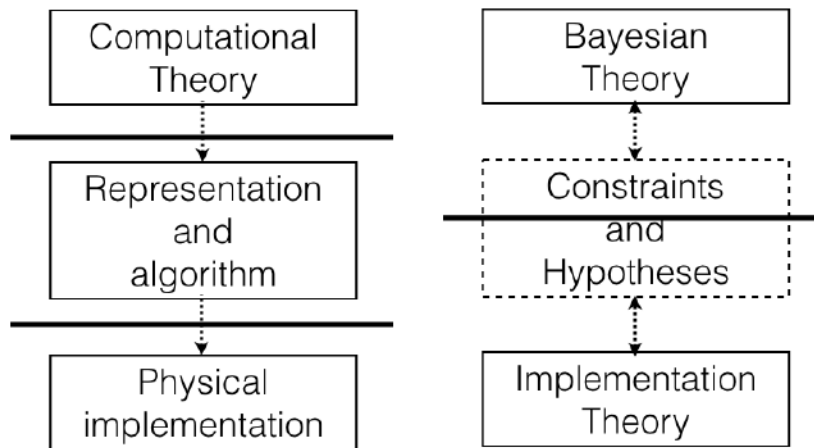 Computational
Theory
Representation
and
algorithm
Physical
implementation
Bayesian
Theory
Constraints
and
Hypotheses
Implementation
Theory